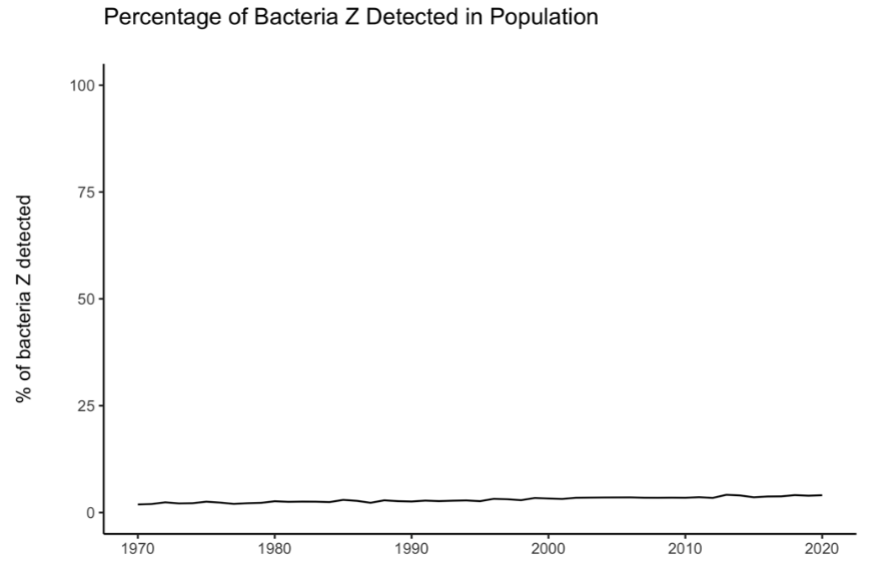 Percentage of Bacteria Z Detected in Population
% of bacteria Z detected
100
75
50
25
0
1970 1980 1990 2000 2010 2020